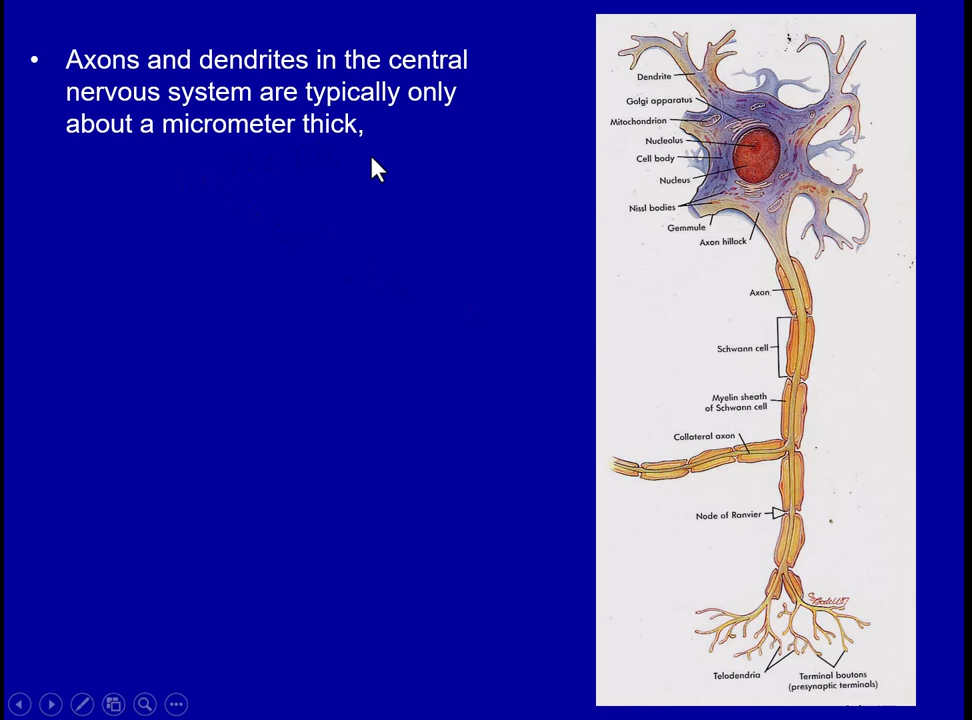 • Axons and dendrites in the central
nervous system are typically only
about a micrometer thick,
Dendrite
Golgi apparatus
Mitochondrion
Nucleolus
Cell body
Nucleus
Nissl bodies
Gemmule
Axon hillock
Axon
Schwann cell
Myelin sheath
of Schwann cell
Collateral axon
Node of Ranvier
Telodendria
Terminal boutons
(presynaptic terminals)